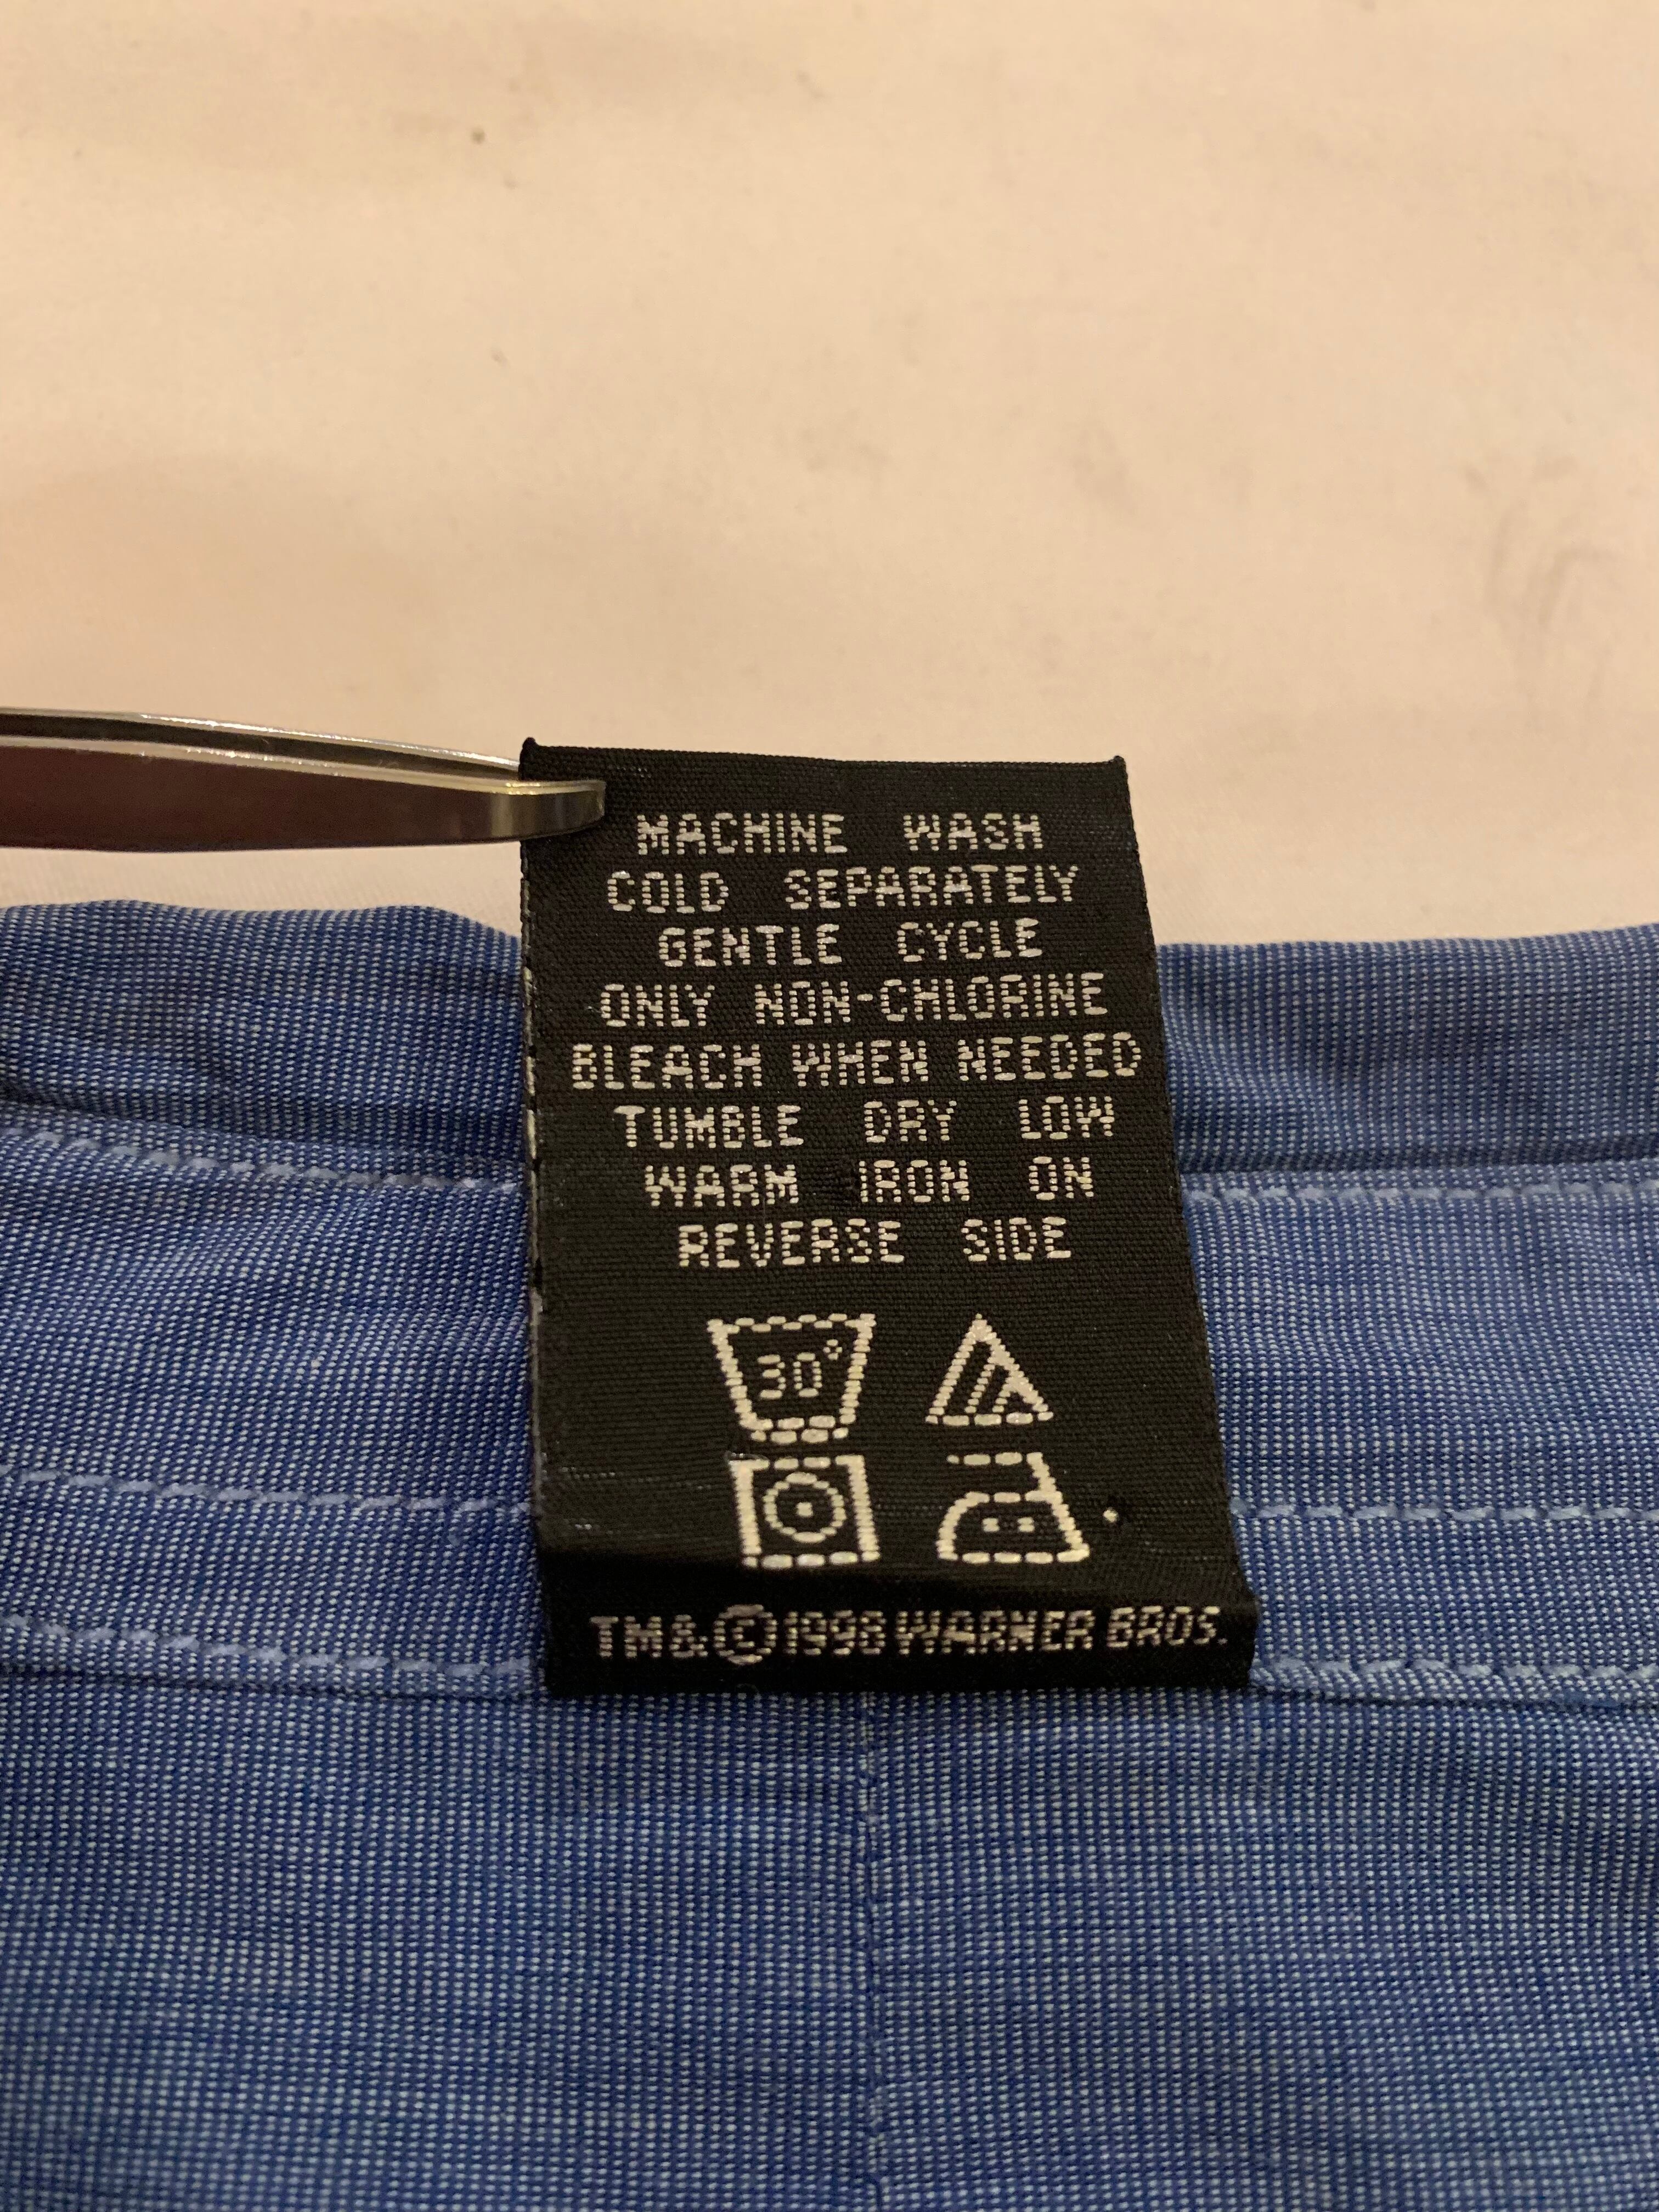 MACHINE WASH
COLD SEPARATELY
GENTLE CYCLE
ONLY NON-CHLORINE
BLEACH WHEN NEEDED
TUMBLE DRY LOW
WARM IRON ON
REVERSE SIDE
30°
TM&©1998 WARNER BROS.